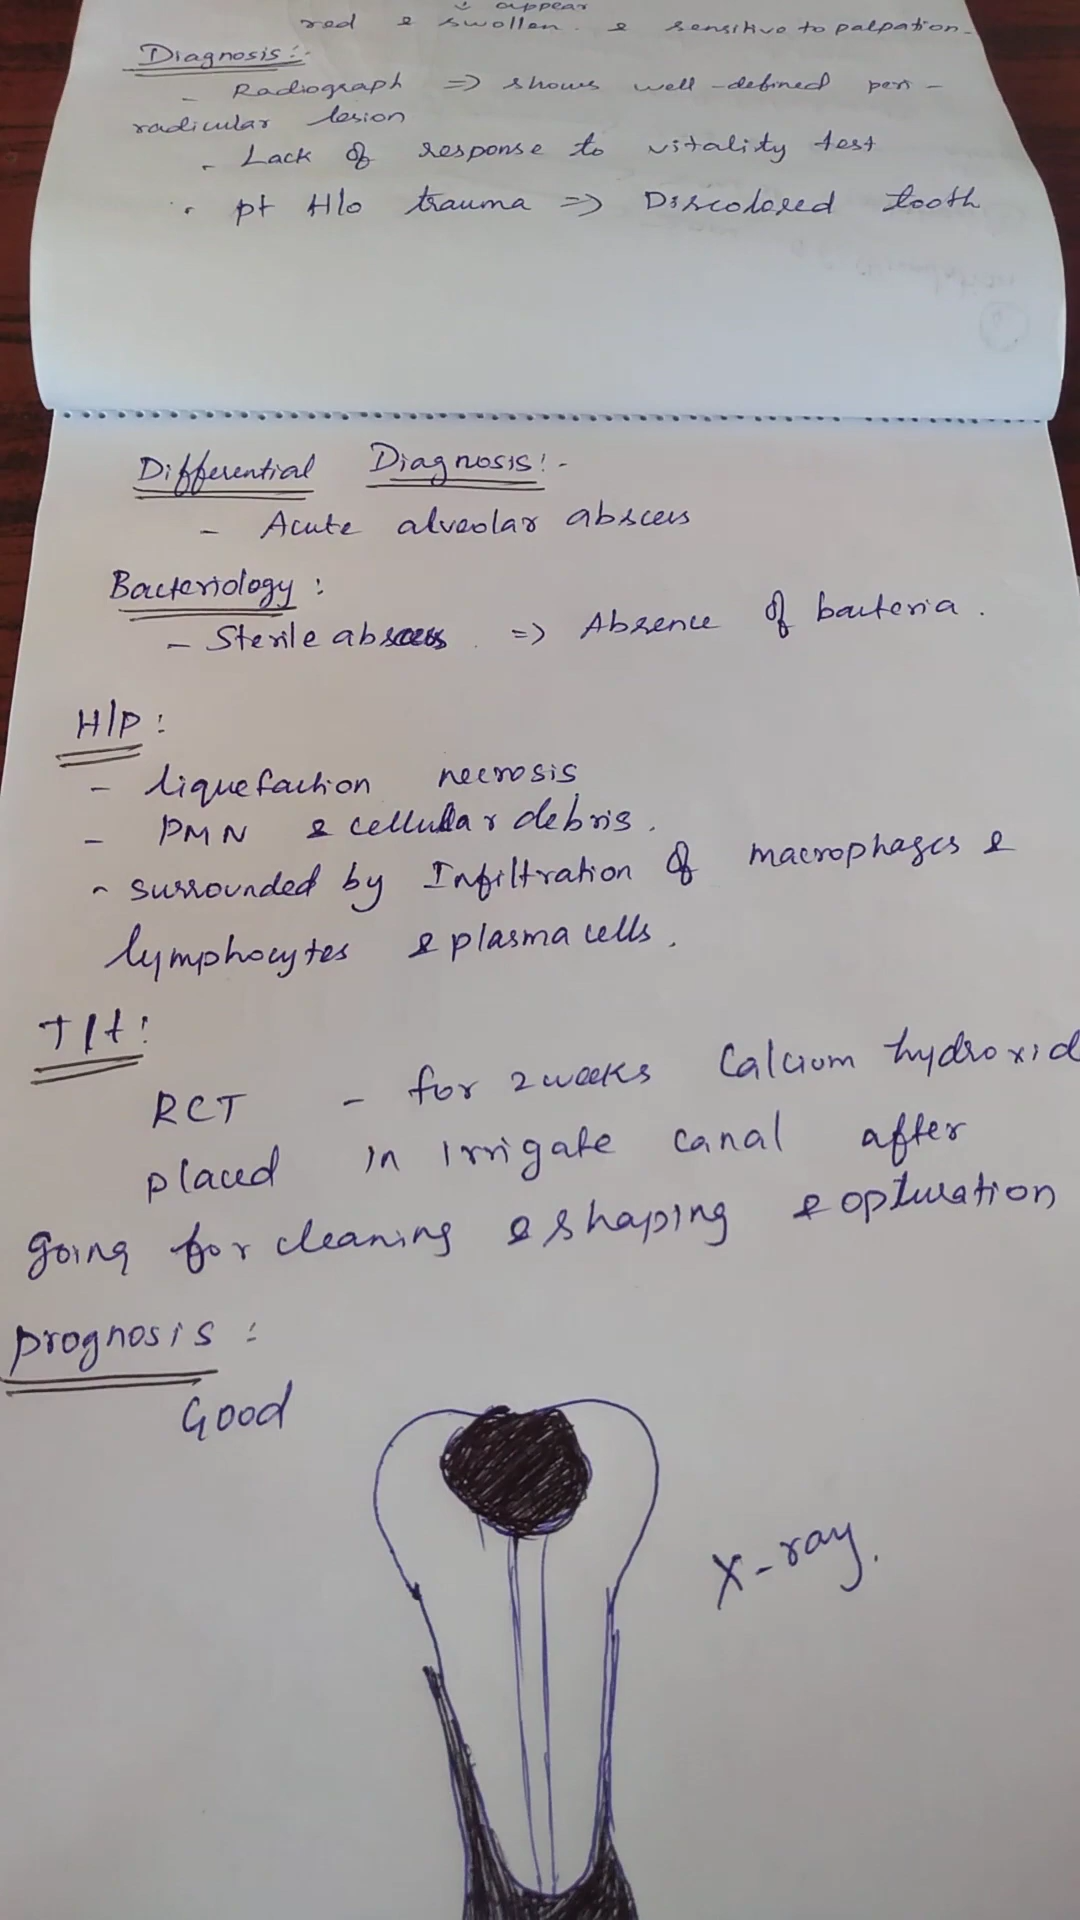 ↓ appear
red & swollen. & sensitive to palpation.
Diagnosis:-
- Radiograph => shows well-defined peri-
radicular lesion
- Lack of response to vitality test
- pt H/o trauma => Discolored tooth
Differential Diagnosis:-
- Acute alveolar abscess
Bacteriology:
- Sterile abscess => Absence of bacteria.
H/P:
- liquefaction necrosis
- PMN & cellular debris.
- surrounded by Infiltration of macrophages &
lymphocytes & plasma cells.
T/t:
RCT - for 2 weeks Calcium hydroxid
placed in irrigate canal after
going for cleaning & shaping & opturation
prognosis:
Good
X-ray.